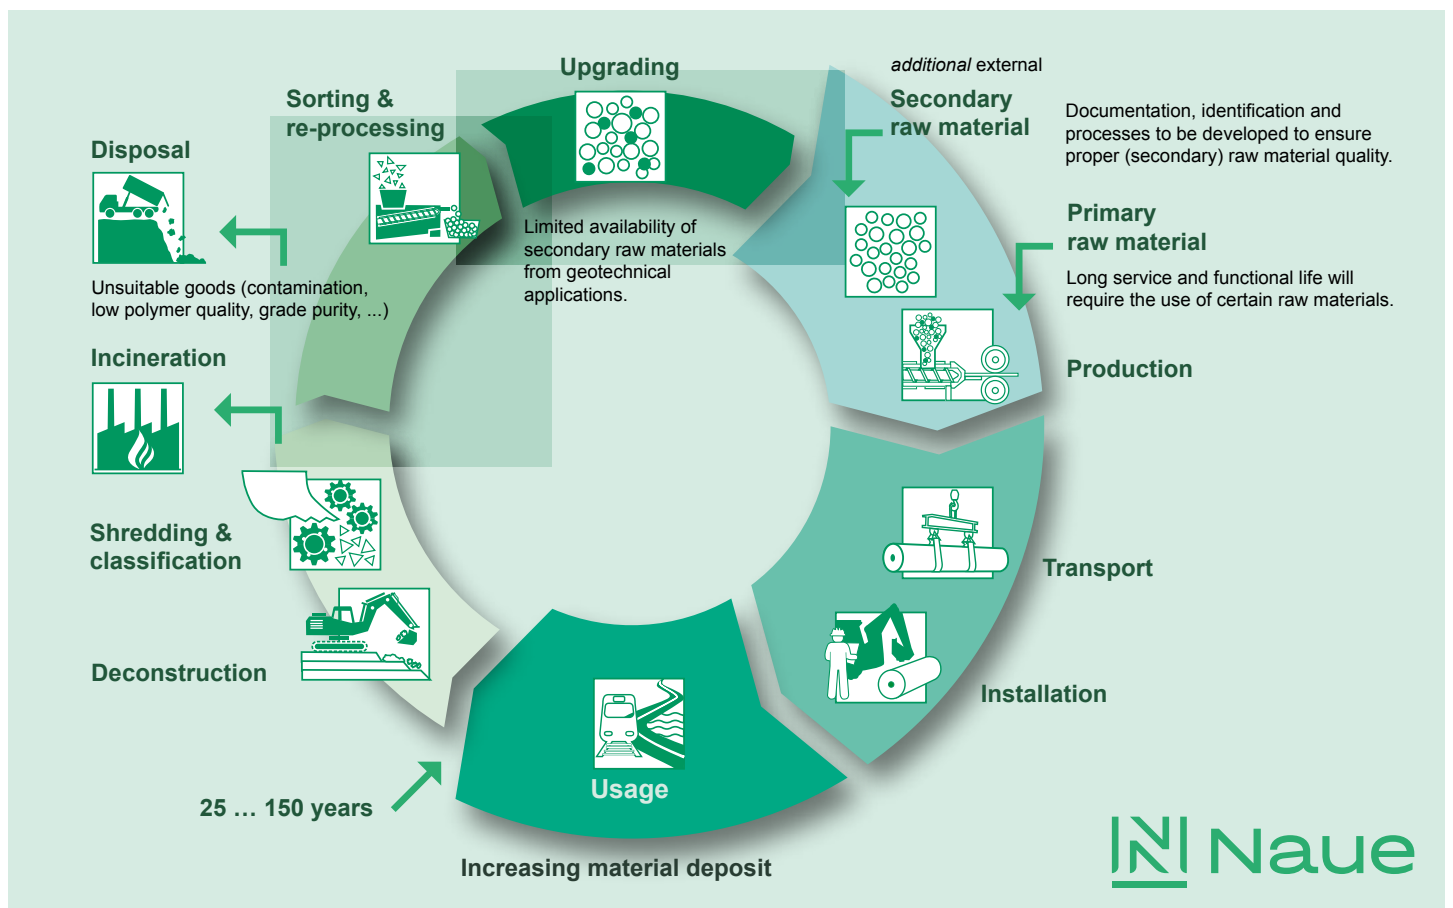 Upgrading
additional external
Secondary
raw material
Documentation, identification and
processes to be developed to ensure
proper (secondary) raw material quality.
Primary
raw material
Long service and functional life will
require the use of certain raw materials.
Production
Transport
Installation
Usage
Increasing material deposit
25 … 150 years
Deconstruction
Shredding &
classification
Incineration
Disposal
Unsuitable goods (contamination,
low polymer quality, grade purity, ...)
Sorting &
re-processing
Limited availability of
secondary raw materials
from geotechnical
applications.
Naue